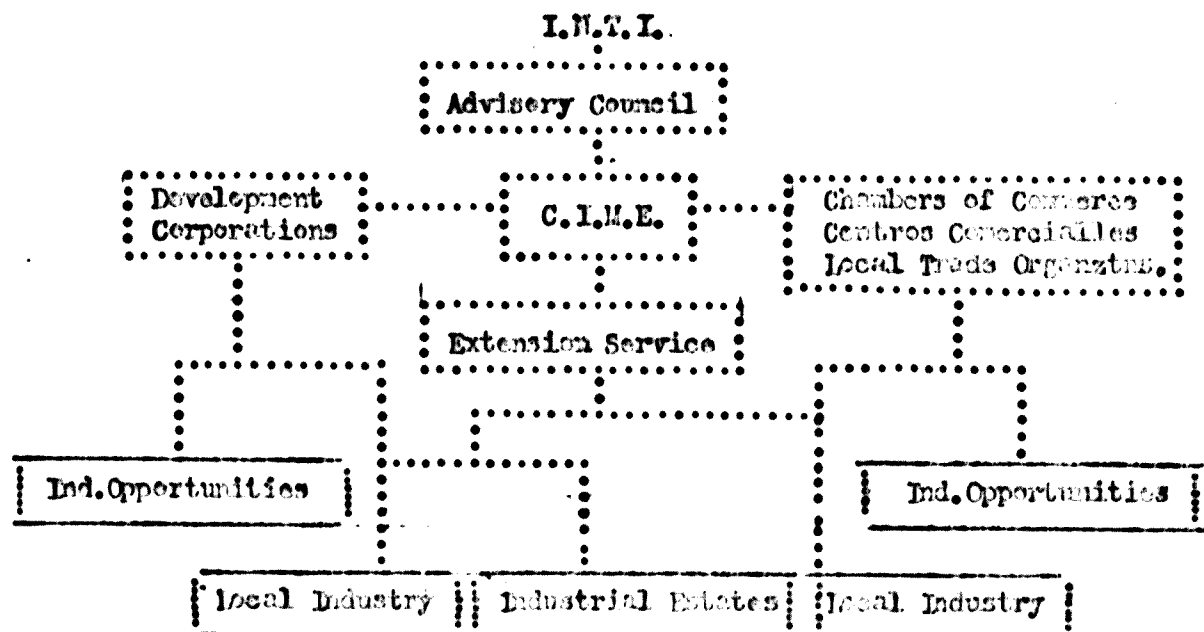 I.N.T.I.
Advisory Council
Development
Corporations
C.I.M.E.
Chambers of Commerce
Centros Comercialles
Local Trade Organztns.
Extension Service
Ind.Opportunities
Ind.Opportunities
Local Industry
Industrial Estates
Local Industry